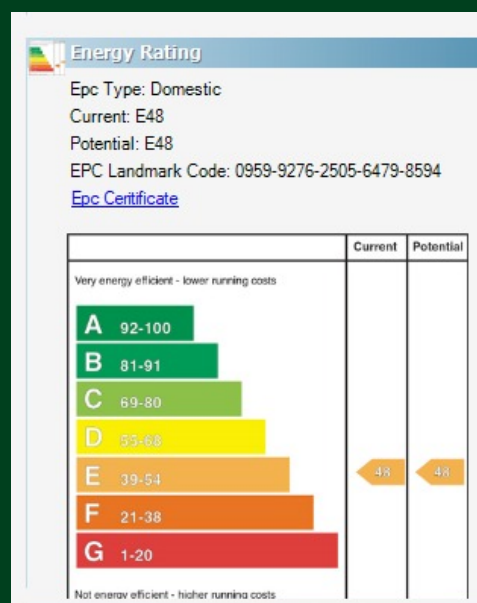 Energy Rating
Epc Type: Domestic
Current: E48
Potential: E48
EPC Landmark Code: 0959-9276-2505-6479-8594
Epc Ceritificate
Current Potential
Very energy efficient - lower running costs
A 92-100
B 81-91
C 69-80
D 55-68
E 39-54 48 48
F 21-38
G 1-20
Not energy efficient - higher running costs